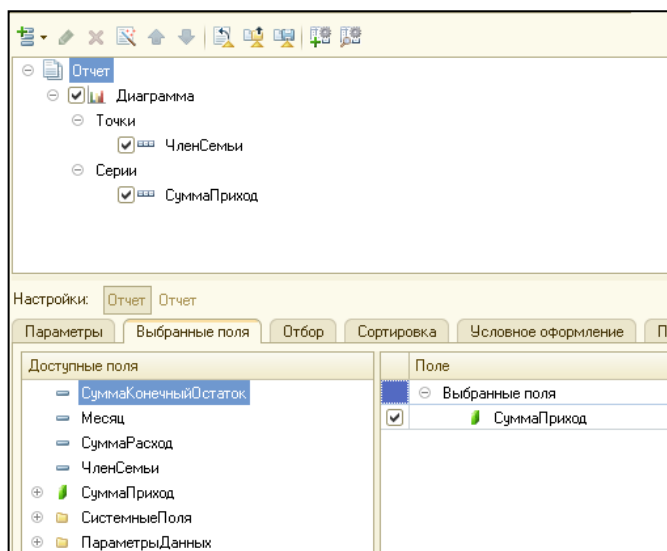 Отчет
Диаграмма
Точки
ЧленСемьи
Серии
СуммаПриход
Настройки: Отчет Отчет
Параметры Выбранные поля Отбор Сортировка Условное оформление П
Доступные поля Поле
СуммаКонечныйОстаток Выбранные поля
Месяц СуммаПриход
СуммаРасход
ЧленСемьи
СуммаПриход
СистемныеПоля
ПараметрыДанных